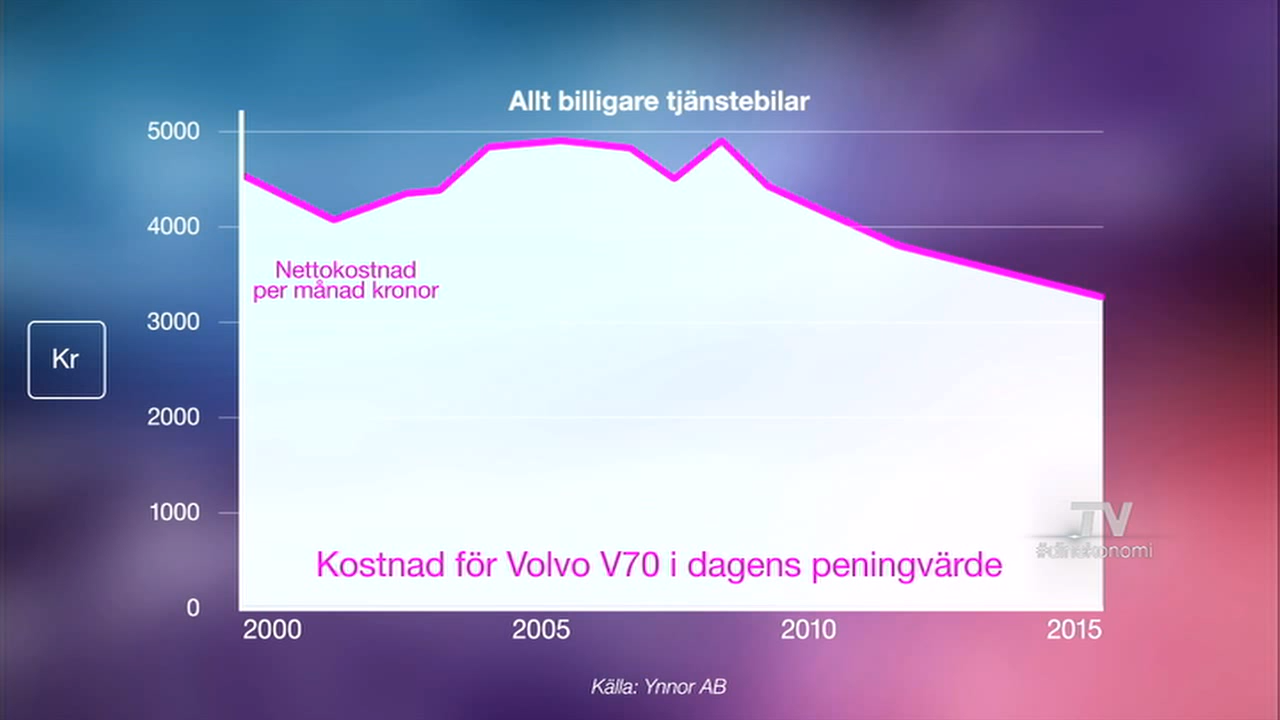 Allt billigare tjänstebilar
5000
4000
Nettokostnad
per månad kronor
3000
Kr
2000
1000
TV
Kostnad för Volvo V70 i dagens peningvärde
0
2000 2005 2010 2015
Källa: Ynnor AB